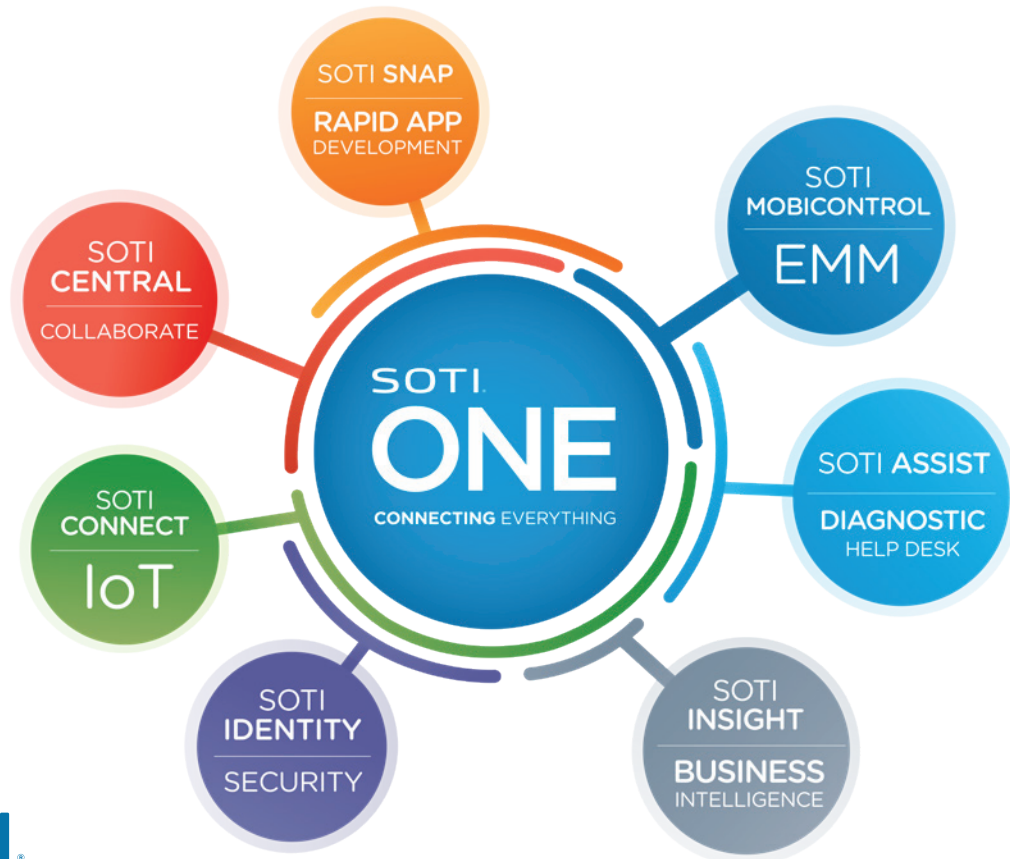 SOTI SNAP
RAPID APP
DEVELOPMENT
SOTI
MOBICONTROL
EMM
SOTI
CENTRAL
COLLABORATE
SOTI®
ONE
CONNECTING EVERYTHING
SOTI ASSIST
DIAGNOSTIC
HELP DESK
SOTI
CONNECT
IoT
SOTI
IDENTITY
SECURITY
SOTI
INSIGHT
BUSINESS
INTELLIGENCE
®